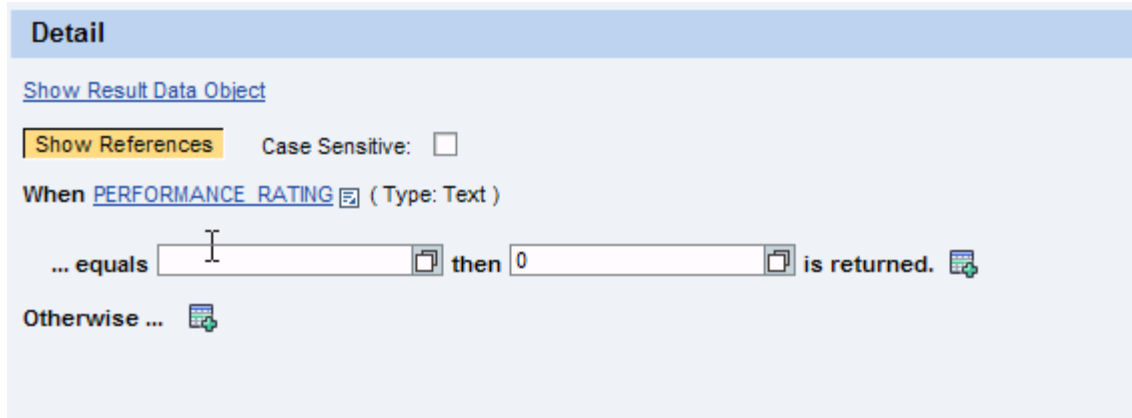 Detail
Show Result Data Object
Show References Case Sensitive:
When PERFORMANCE_RATING ( Type: Text )
... equals then 0 is returned.
Otherwise ...